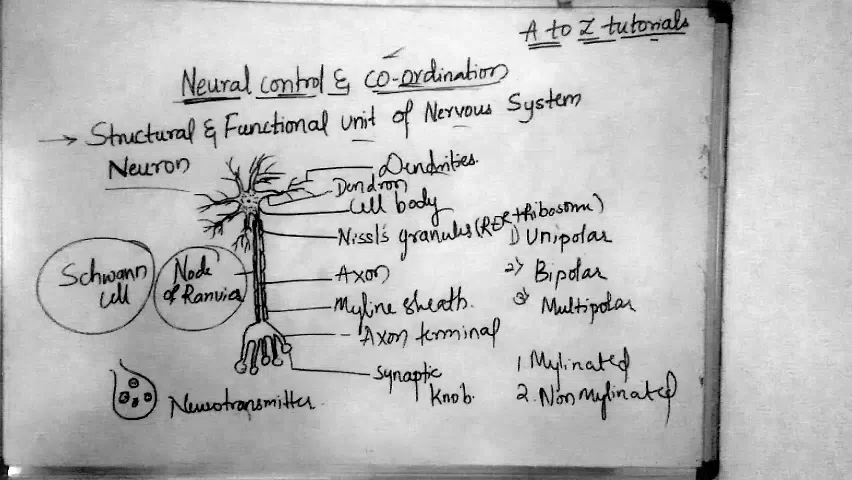 A to Z tutorials
Neural control & co-ordination
→ Structural & Functional unit of Nervous System
Neuron
Dendrities.
Dendron
Cell body
Nissl's granules (RER + Ribosome)
1) Unipolar
Schwann cell
Node of Ranvier
Axon
2) Bipolar
Myline sheath.
3) Multipolar
Axon terminal
Synaptic
Knob.
1. Mylinated
2. Non Mylinated
Neurotransmitter.